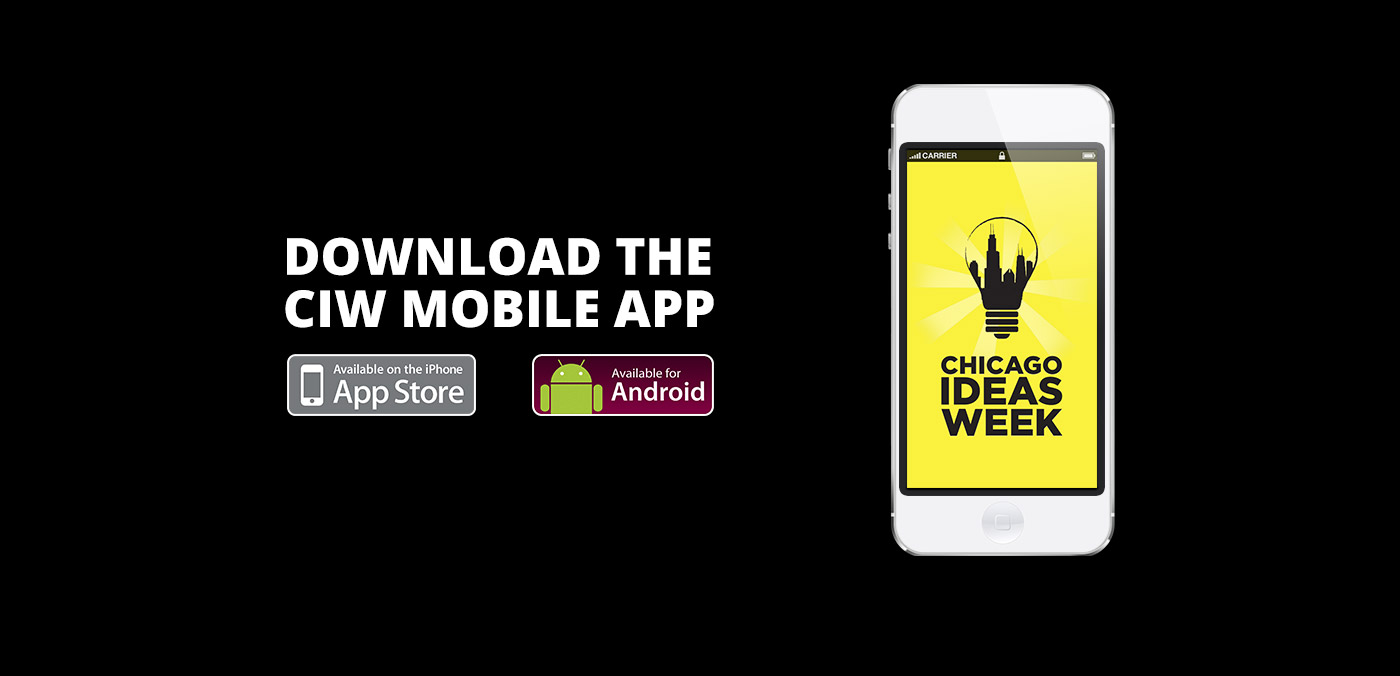 DOWNLOAD THE
CIW MOBILE APP
Available on the iPhone
App Store
Available for
Android
CARRIER
CHICAGO
IDEAS
WEEK